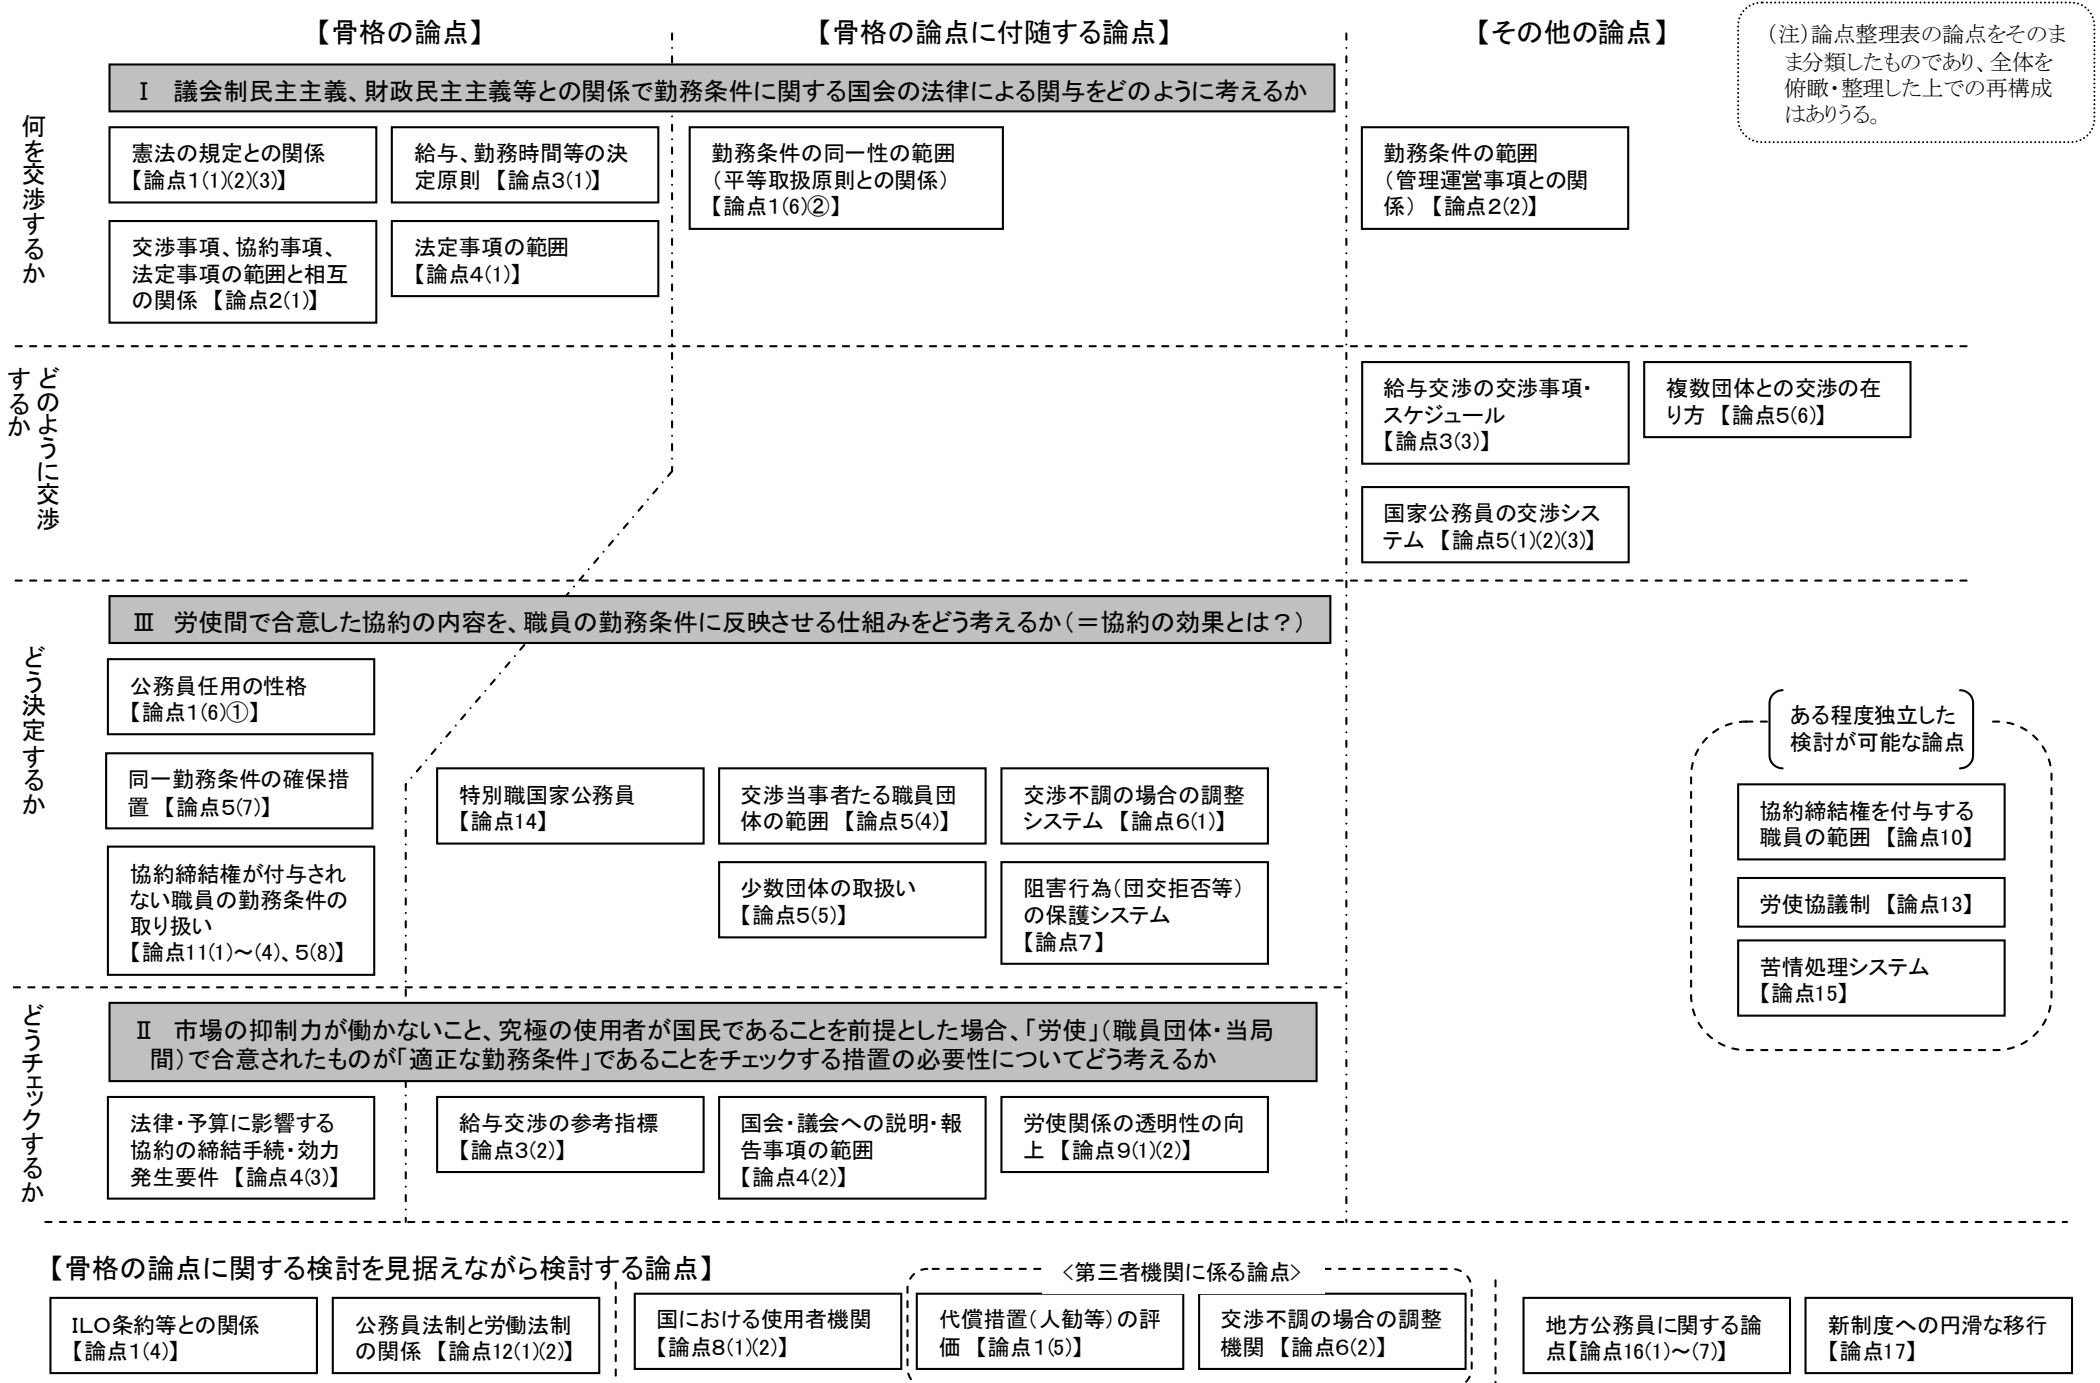 【骨格の論点】
【骨格の論点に付随する論点】
【その他の論点】
（注）論点整理表の論点をそのま
ま分類したものであり、全体を
俯瞰・整理した上での再構成
はありうる。
何を交渉するか
Ⅰ 議会制民主主義、財政民主主義等との関係で勤務条件に関する国会の法律による関与をどのように考えるか
憲法の規定との関係
【論点1(1)(2)(3)】
給与、勤務時間等の決
定原則 【論点3(1)】
勤務条件の同一性の範囲
（平等取扱原則との関係）
【論点1(6)②】
勤務条件の範囲
（管理運営事項との関
係） 【論点2(2)】
交渉事項、協約事項、
法定事項の範囲と相互
の関係 【論点2(1)】
法定事項の範囲
【論点4(1)】
どのように交渉
するか
給与交渉の交渉事項・
スケジュール
【論点3(3)】
複数団体との交渉の在
り方 【論点5(6)】
国家公務員の交渉シス
テム 【論点5(1)(2)(3)】
どう決定するか
Ⅲ 労使間で合意した協約の内容を、職員の勤務条件に反映させる仕組みをどう考えるか（＝協約の効果とは？）
公務員任用の性格
【論点1(6)①】
同一勤務条件の確保措
置 【論点5(7)】
協約締結権が付与され
ない職員の勤務条件の
取り扱い
【論点11(1)～(4)、5(8)】
特別職国家公務員
【論点14】
交渉当事者たる職員団
体の範囲 【論点5(4)】
交渉不調の場合の調整
システム 【論点6(1)】
少数団体の取扱い
【論点5(5)】
阻害行為（団交拒否等）
の保護システム
【論点7】
ある程度独立した
検討が可能な論点
協約締結権を付与する
職員の範囲 【論点10】
労使協議制 【論点13】
苦情処理システム
【論点15】
どうチェックするか
Ⅱ 市場の抑制力が働かないこと、究極の使用者が国民であることを前提とした場合、「労使」（職員団体・当局
間）で合意されたものが「適正な勤務条件」であることをチェックする措置の必要性についてどう考えるか
法律・予算に影響する
協約の締結手続・効力
発生要件 【論点4(3)】
給与交渉の参考指標
【論点3(2)】
国会・議会への説明・報
告事項の範囲
【論点4(2)】
労使関係の透明性の向
上 【論点9(1)(2)】
【骨格の論点に関する検討を見据えながら検討する論点】
＜第三者機関に係る論点＞
ILO条約等との関係
【論点1(4)】
公務員法制と労働法制
の関係 【論点12(1)(2)】
国における使用者機関
【論点8(1)(2)】
代償措置（人勧等）の評
価 【論点1(5)】
交渉不調の場合の調整
機関 【論点6(2)】
地方公務員に関する論
点【論点16(1)～(7)】
新制度への円滑な移行
【論点17】